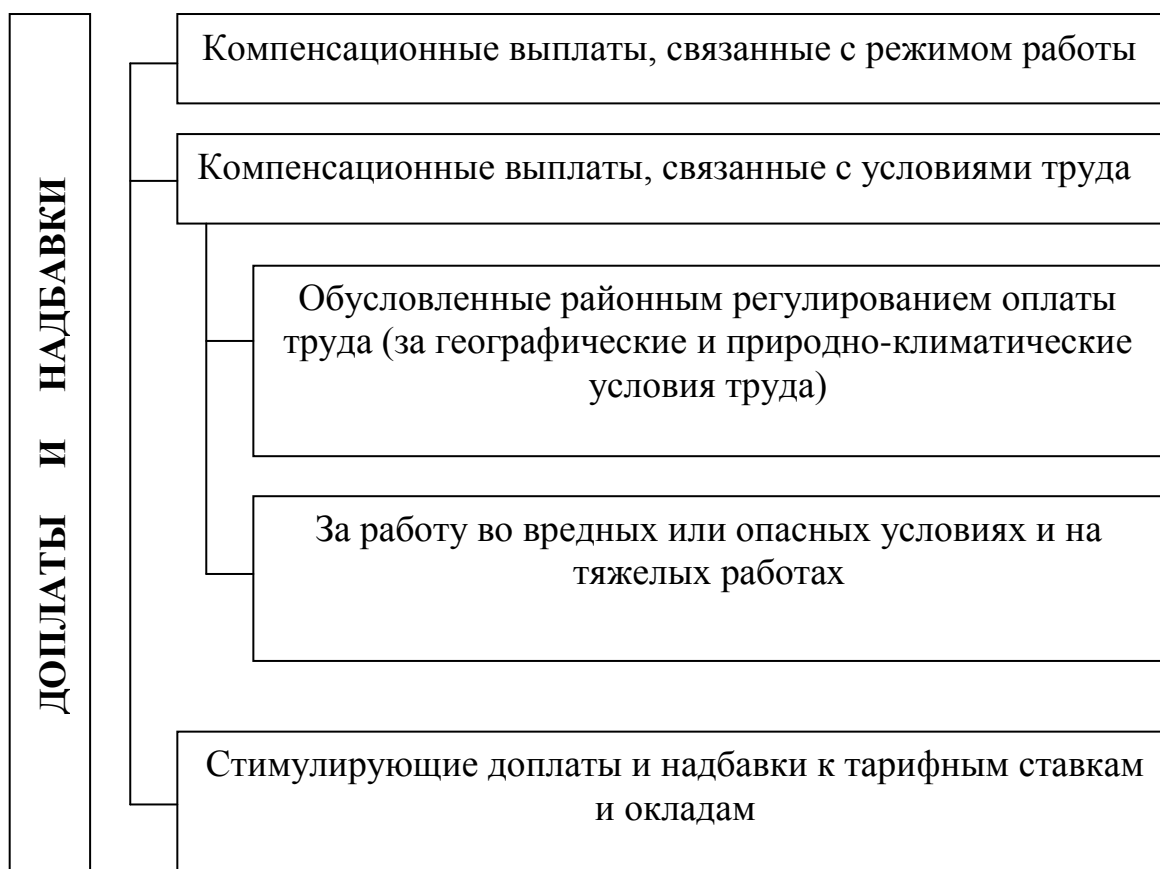 ДОПЛАТЫ И НАДБАВКИ
Компенсационные выплаты, связанные с режимом работы
Компенсационные выплаты, связанные с условиями труда
Обусловленные районным регулированием оплаты
труда (за географические и природно-климатические
условия труда)
За работу во вредных или опасных условиях и на
тяжелых работах
Стимулирующие доплаты и надбавки к тарифным ставкам
и окладам